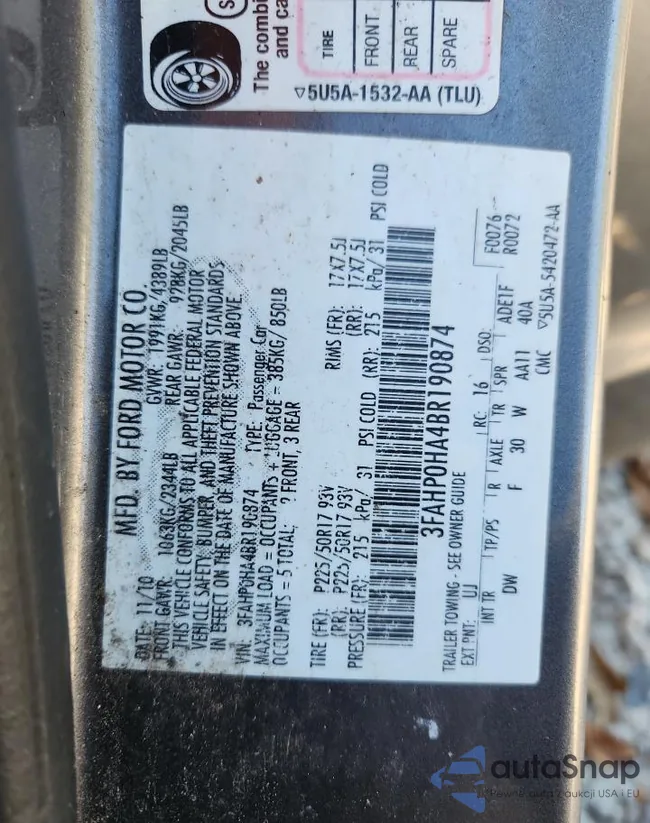 The combi
and ca
TIRE
FRONT
REAR
SPARE
▽5U5A-1532-AA (TLU)
MFD. BY FORD MOTOR CO.
DATE: 11/10 GVWR: 1991KG/4389LB
FRONT GAWR: 1063KG/2344LB REAR GAWR: 928KG/2045LB
THIS VEHICLE CONFORMS TO ALL APPLICABLE FEDERAL MOTOR
VEHICLE SAFETY, BUMPER, AND THEFT PREVENTION STANDARDS
IN EFFECT ON THE DATE OF MANUFACTURE SHOWN ABOVE.
VIN: 3FAHP0HA4BR190874 TYPE: Passenger Car
MAXIMUM LOAD = OCCUPANTS + LUGGAGE = 385KG/ 850LB
OCCUPANTS = 5 TOTAL; 2 FRONT, 3 REAR
TIRE (FR): P225/50R17 93V RIMS (FR): 17X7.5J
(RR): P225/50R17 93V (RR): 17X7.5J
PRESSURE (FR): 215 kPa/ 31 PSI COLD (RR): 215 kPa/ 31 PSI COLD
3FAHP0HA4BR190874
TRAILER TOWING - SEE OWNER GUIDE
EXT PNT: UJ RC: 16 DSO: F0076
R0072
INT TR TP/PS R AXLE TR SPR ADE1F
DW F 30 W AA11 40A
CMC ▽5U5A-5420472-AA
autaSnap
Pewne auta z aukcji USA i EU